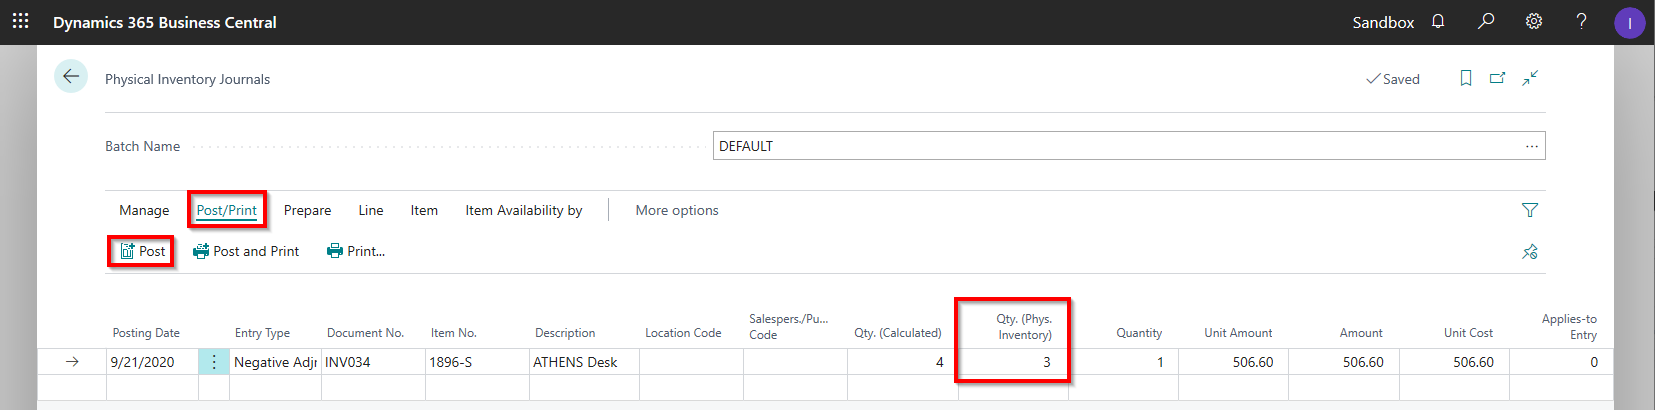 Dynamics 365 Business Central
Sandbox
?
I
Physical Inventory Journals
Saved
Batch Name
DEFAULT
...
Manage Post/Print Prepare Line Item Item Availability by More options
Post Post and Print Print...
Posting Date Entry Type Document No. Item No. Description Location Code Salespers./Pu... Code Qty. (Calculated) Qty. (Phys. Inventory) Quantity Unit Amount Amount Unit Cost Applies-to Entry
9/21/2020 Negative Adjr INV034 1896-S ATHENS Desk 4 3 1 506.60 506.60 506.60 0